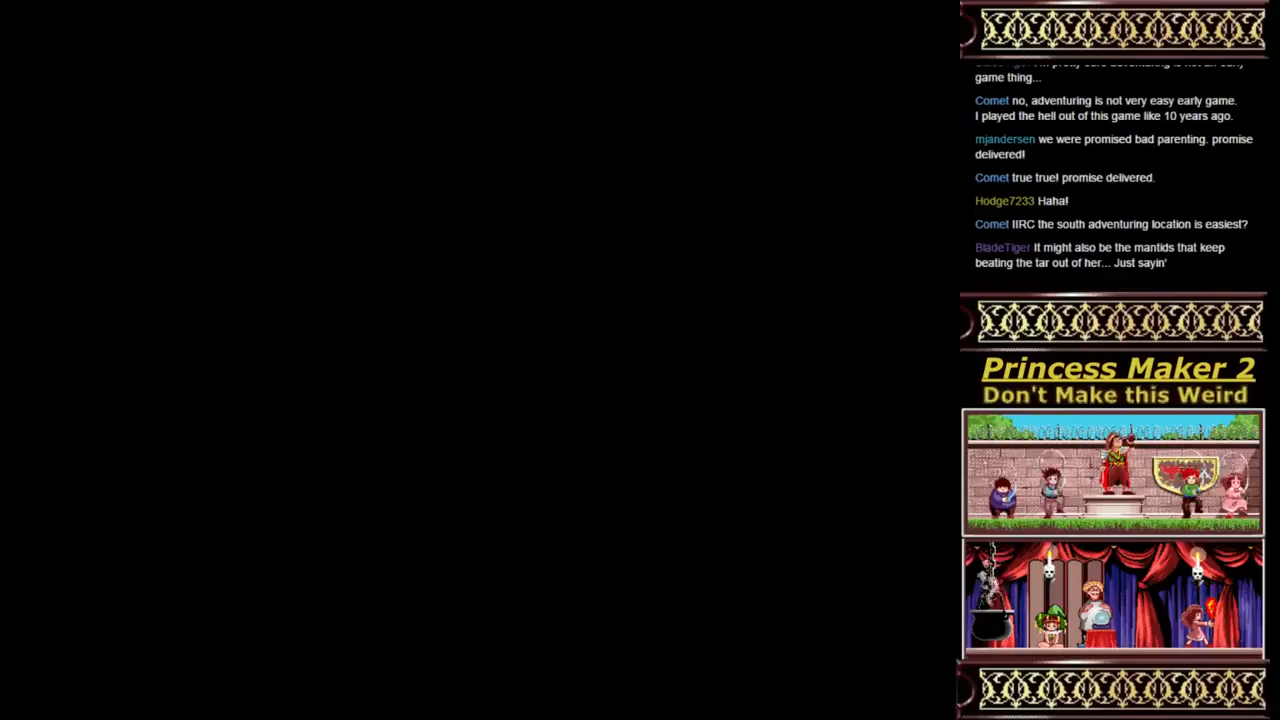 game thing...
Comet no, adventuring is not very easy early game.
I played the hell out of this game like 10 years ago.
mjandersen we were promised bad parenting. promise
delivered!
Comet true true! promise delivered.
Hodge7233 Haha!
Comet IIRC the south adventuring location is easiest?
BladeTiger It might also be the mantids that keep
beating the tar out of her... Just sayin'
Princess Maker 2
Don't Make this Weird